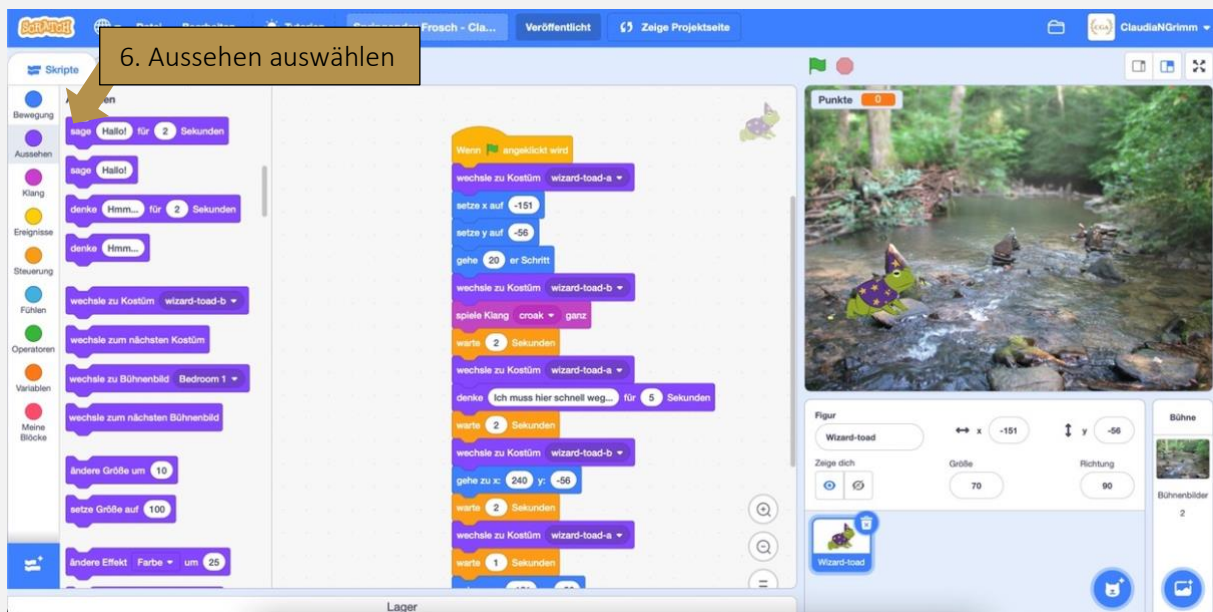 SCRATCH
Frosch - Cla...
Veröffentlicht
Zeige Projektseite
ClaudiaNGrimm
6. Aussehen auswählen
Skripte
Bewegung
Aussehen
Klang
Ereignisse
Steuerung
Fühlen
Operatoren
Variablen
Meine
Blöcke
sage Hallo! für 2 Sekunden
sage Hallo!
denke Hmm... für 2 Sekunden
denke Hmm...
wechsle zu Kostüm wizard-toad-b
wechsle zum nächsten Kostüm
wechsle zu Bühnenbild Bedroom 1
wechsle zum nächsten Bühnenbild
ändere Größe um 10
setze Größe auf 100
ändere Effekt Farbe um 25
Wenn angeklickt wird
wechsle zu Kostüm wizard-toad-a
setze x auf -151
setze y auf -56
gehe 20 er Schritt
wechsle zu Kostüm wizard-toad-b
spiele Klang croak ganz
warte 2 Sekunden
wechsle zu Kostüm wizard-toad-a
denke Ich muss hier schnell weg... für 5 Sekunden
warte 2 Sekunden
wechsle zu Kostüm wizard-toad-b
gehe zu x: 240 y: -56
warte 2 Sekunden
wechsle zu Kostüm wizard-toad-a
warte 1 Sekunden
Punkte 0
Figur
Wizard-toad
x -151
y -56
Zeige dich
Größe
70
Richtung
90
Wizard-toad
Bühne
Bühnenbilder
2
Lager